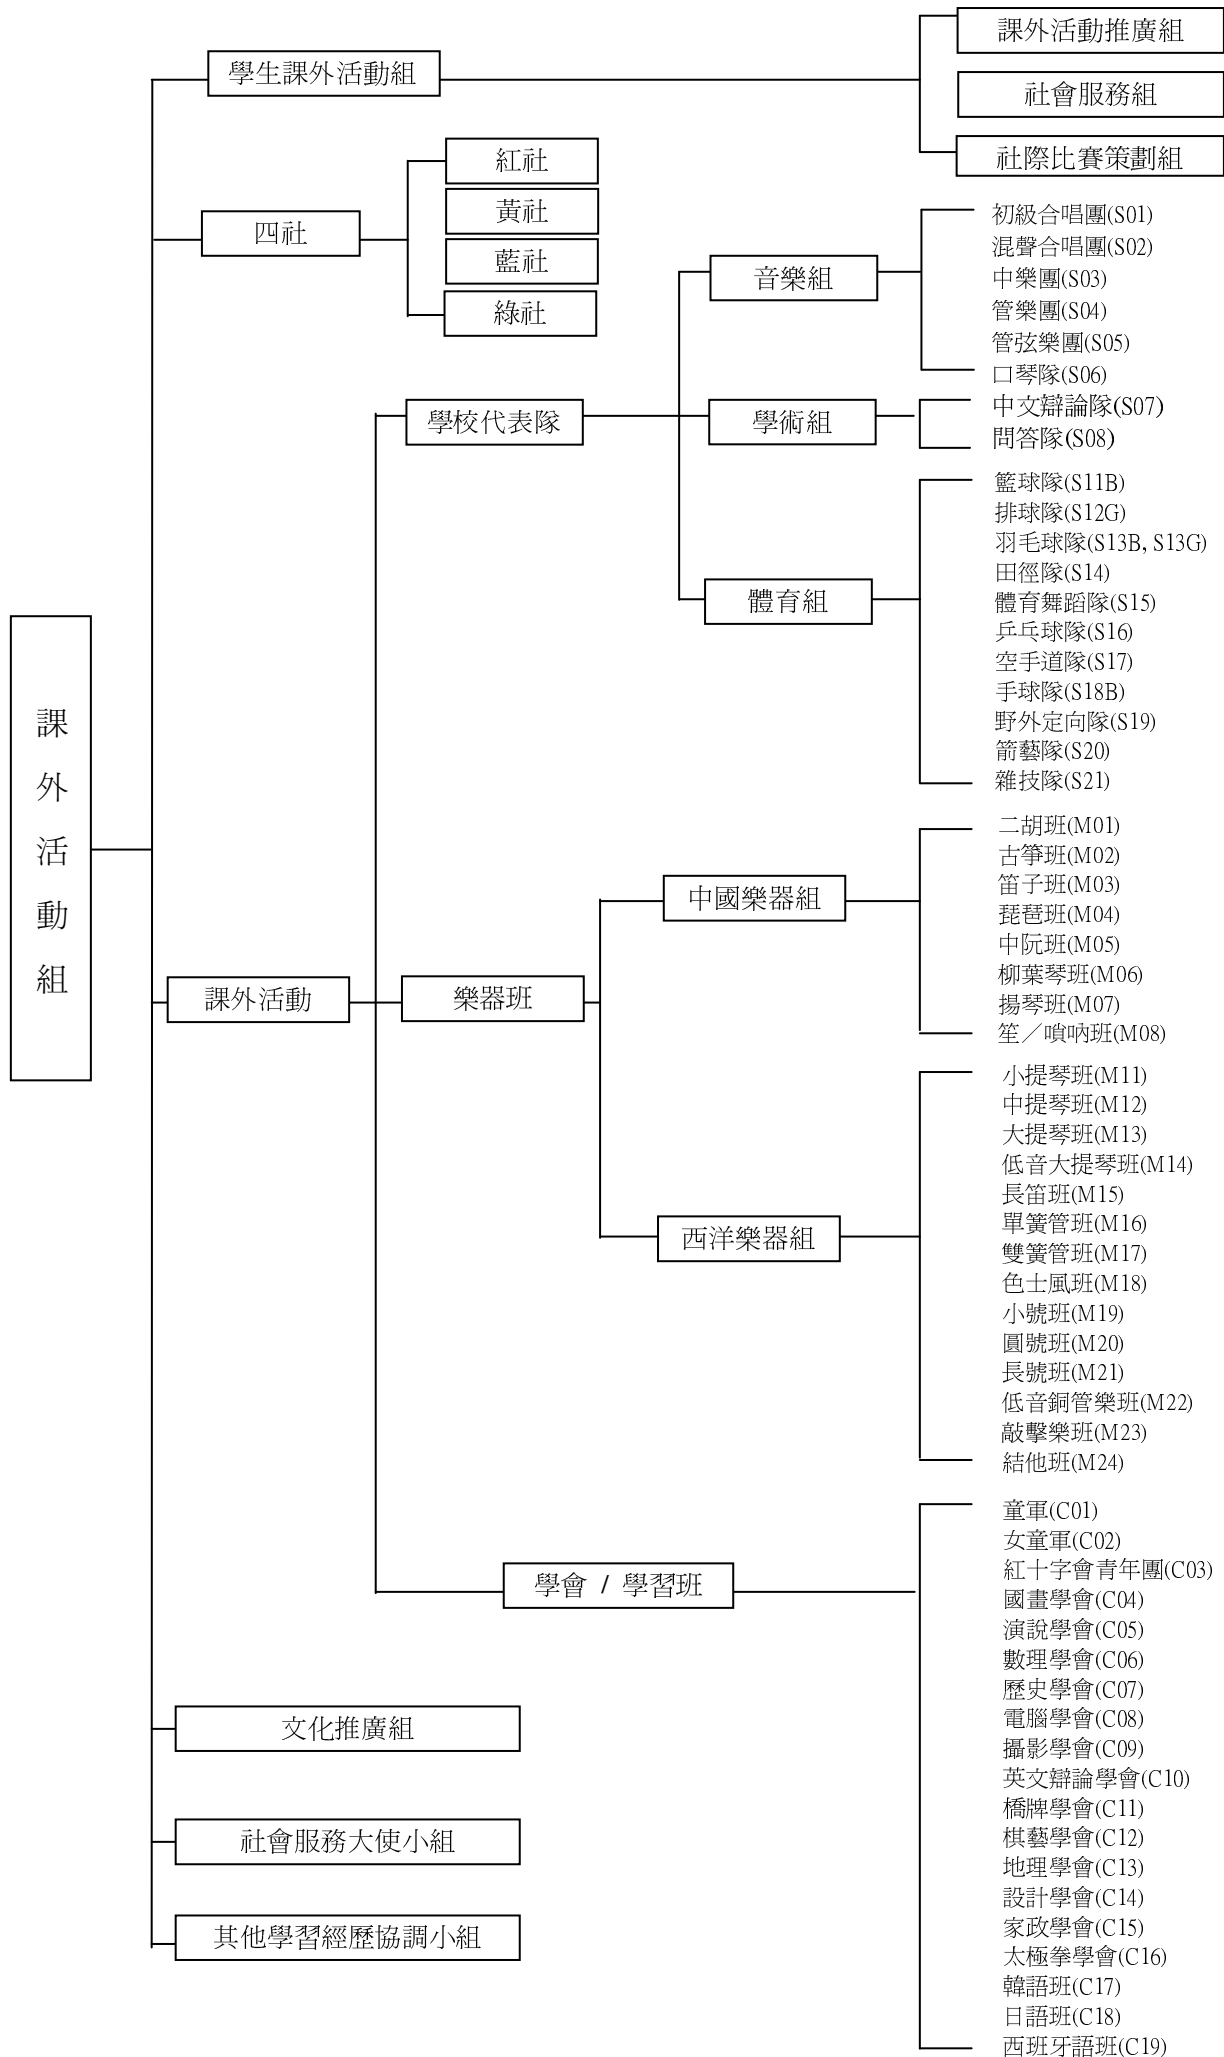 課外活動組
學生課外活動組
課外活動推廣組
社會服務組
社際比賽策劃組
四社
紅社
黃社
藍社
綠社
課外活動
學校代表隊
音樂組
初級合唱團(S01)
混聲合唱團(S02)
中樂團(S03)
管樂團(S04)
管弦樂團(S05)
口琴隊(S06)
學術組
中文辯論隊(S07)
問答隊(S08)
體育組
籃球隊(S11B)
排球隊(S12G)
羽毛球隊(S13B, S13G)
田徑隊(S14)
體育舞蹈隊(S15)
乒乓球隊(S16)
空手道隊(S17)
手球隊(S18B)
野外定向隊(S19)
箭藝隊(S20)
雜技隊(S21)
樂器班
中國樂器組
二胡班(M01)
古箏班(M02)
笛子班(M03)
琵琶班(M04)
中阮班(M05)
柳葉琴班(M06)
揚琴班(M07)
笙／嗩吶班(M08)
西洋樂器組
小提琴班(M11)
中提琴班(M12)
大提琴班(M13)
低音大提琴班(M14)
長笛班(M15)
單簧管班(M16)
雙簧管班(M17)
色士風班(M18)
小號班(M19)
圓號班(M20)
長號班(M21)
低音銅管樂班(M22)
敲擊樂班(M23)
結他班(M24)
學會 / 學習班
童軍(C01)
女童軍(C02)
紅十字會青年團(C03)
國畫學會(C04)
演說學會(C05)
數理學會(C06)
歷史學會(C07)
電腦學會(C08)
攝影學會(C09)
英文辯論學會(C10)
橋牌學會(C11)
棋藝學會(C12)
地理學會(C13)
設計學會(C14)
家政學會(C15)
太極拳學會(C16)
韓語班(C17)
日語班(C18)
西班牙語班(C19)
文化推廣組
社會服務大使小組
其他學習經歷協調小組